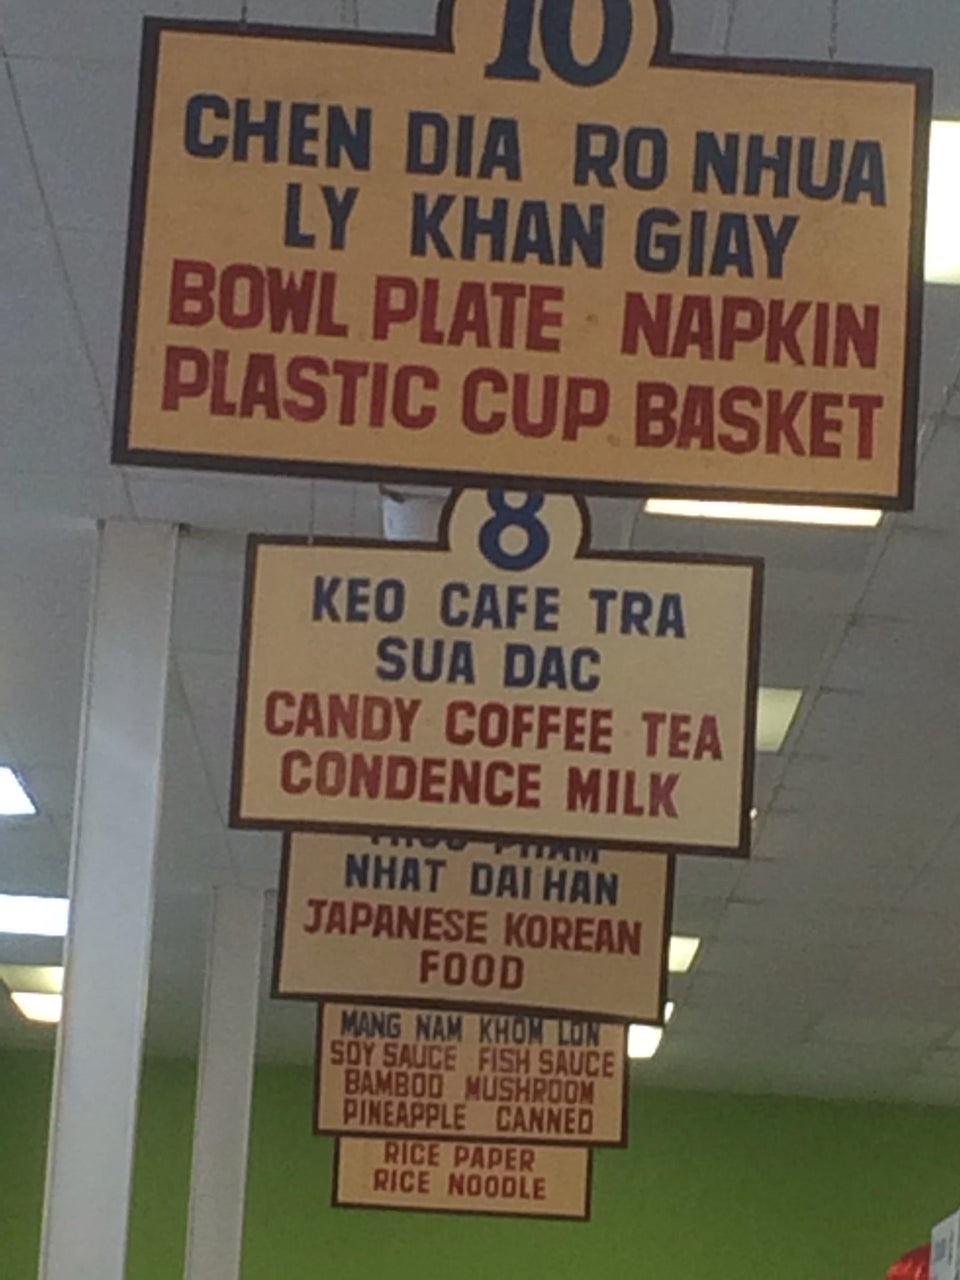 10
CHEN DIA RO NHUA
LY KHAN GIAY
BOWL PLATE NAPKIN
PLASTIC CUP BASKET
8
KEO CAFE TRA
SUA DAC
CANDY COFFEE TEA
CONDENCE MILK
NHAT DAI HAN
JAPANESE KOREAN
FOOD
MANG NAM KHOM LON
SOY SAUCE FISH SAUCE
BAMBOO MUSHROOM
PINEAPPLE CANNED
RICE PAPER
RICE NOODLE